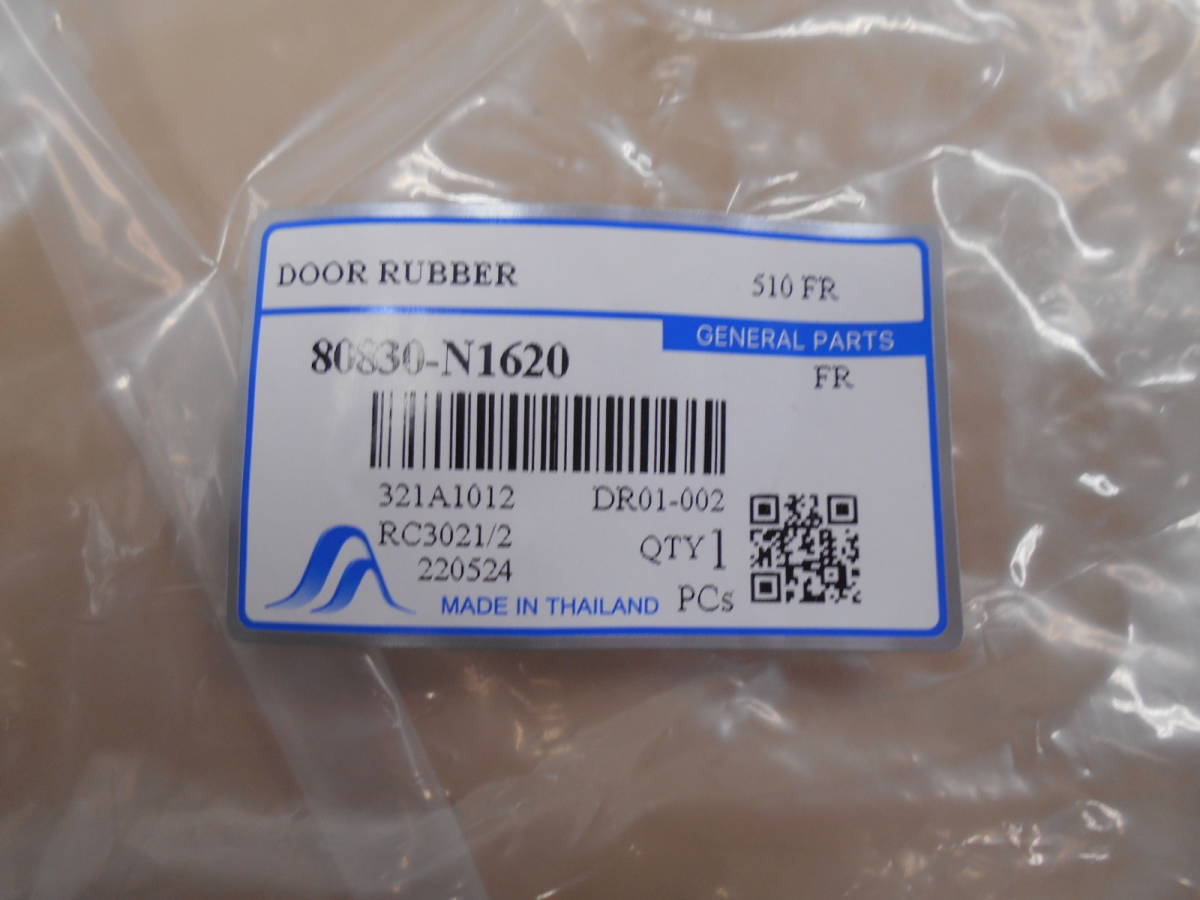 DOOR RUBBER 510 FR
GENERAL PARTS
80830-N1620 FR
321A1012 DR01-002
RC3021/2 QTY 1
220524
MADE IN THAILAND PCs